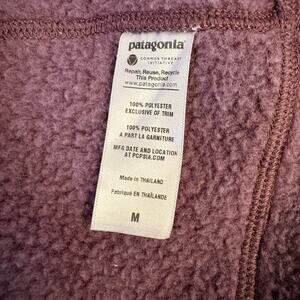 patagonia
COMMON THREADS
INITIATIVE
Repair, Reuse, Recycle
This Product
www.patagonia.com
100% POLYESTER
EXCLUSIVE OF TRIM
100% POLYESTER
A PART LA GARNITURE
MFG DATE AND LOCATION
AT PCPSIA.COM
Made in THAILAND
Fabriqué EN THAÏLANDE
M